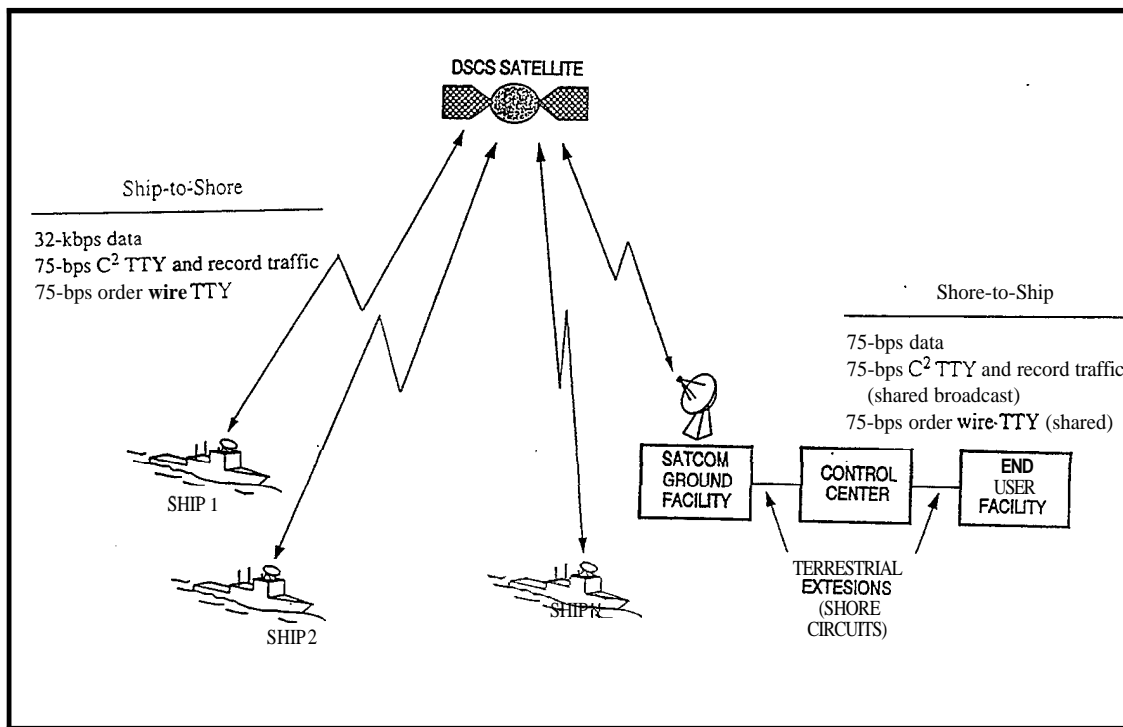 DSCS SATELLITE
Ship-to-Shore
32-kbps data
75-bps C² TTY and record traffic
75-bps order wire TTY
Shore-to-Ship
75-bps data
75-bps C² TTY and record traffic
(shared broadcast)
75-bps order wire-TTY (shared)
SATCOM
GROUND
FACILITY
CONTROL
CENTER
END
USER
FACILITY
SHIP 1
SHIP2
SHIP N
TERRESTRIAL
EXTESIONS
(SHORE
CIRCUITS)